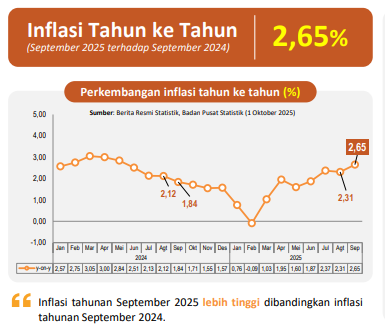 Inflasi Tahun ke Tahun
(September 2025 terhadap September 2024)
2,65%
Perkembangan inflasi tahun ke tahun (%)
Sumber: Berita Resmi Statistik, Badan Pusat Statistik (1 Oktober 2025)
5,00
4,00
3,00
2,00
1,00
0,00
-1,00
2,12
1,84
2,31
2,65
Jan Feb Mar Apr Mei Jun Jul Agt Sep Okt Nov Des Jan Feb Mar Apr Mei Jun Jul Agt Sep
2024 2025
y-on-y 2,57 2,75 3,05 3,00 2,84 2,51 2,13 2,12 1,84 1,71 1,55 1,57 0,76 -0,09 1,03 1,95 1,60 1,87 2,37 2,31 2,65
Inflasi tahunan September 2025 lebih tinggi dibandingkan inflasi
tahunan September 2024.